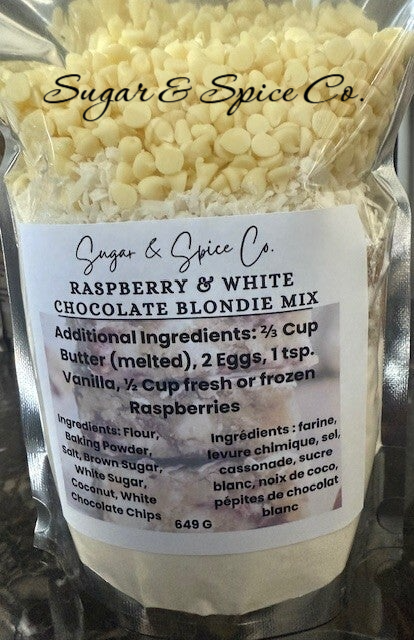 Sugar & Spice Co.
Sugar & Spice Co.
RASPBERRY & WHITE
CHOCOLATE BLONDIE MIX
Additional Ingredients: ⅔ Cup
Butter (melted), 2 Eggs, 1 tsp.
Vanilla, ½ Cup fresh or frozen
Raspberries
Ingredients: Flour,
Baking Powder,
Salt, Brown Sugar,
White Sugar,
Coconut, White
Chocolate Chips
Ingrédients : farine,
levure chimique, sel,
cassonade, sucre
blanc, noix de coco,
pépites de chocolat
blanc
649 G